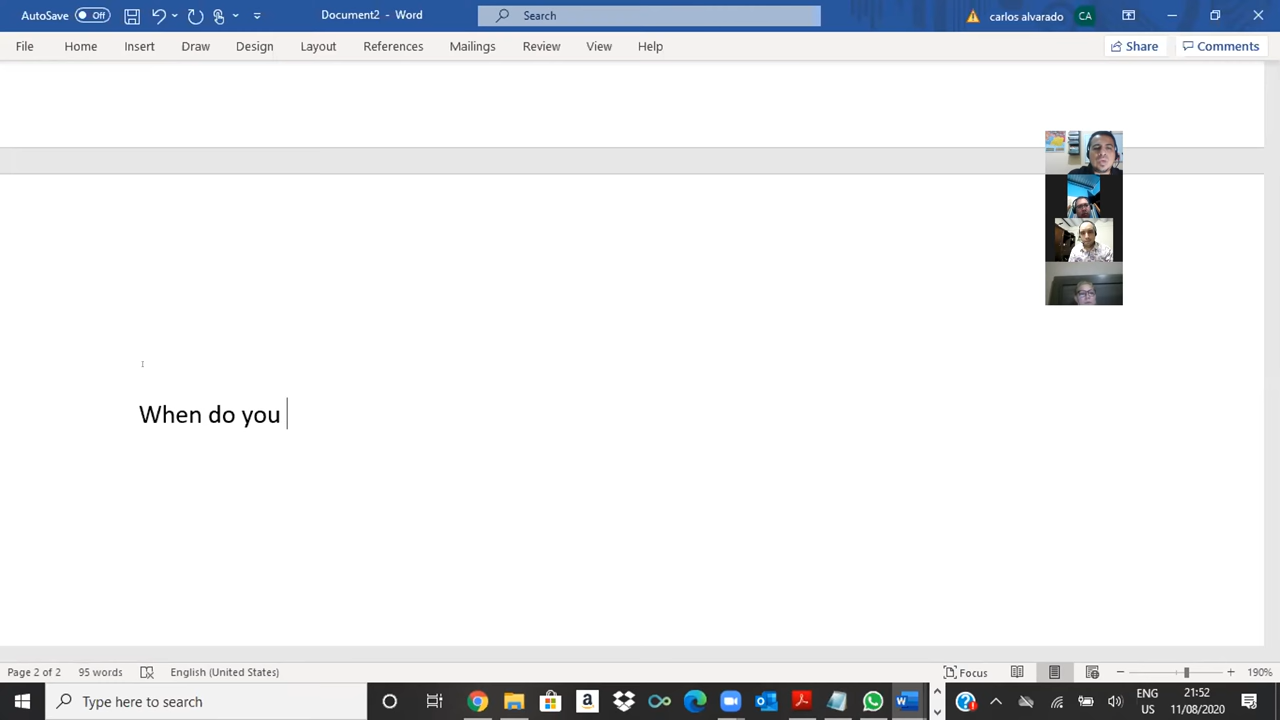 AutoSave Off Document2 - Word Search carlos alvarado CA
File Home Insert Draw Design Layout References Mailings Review View Help Share Comments
When do you
Page 2 of 2 95 words English (United States) Focus 190%
Type here to search ENG 21:52
US 11/08/2020